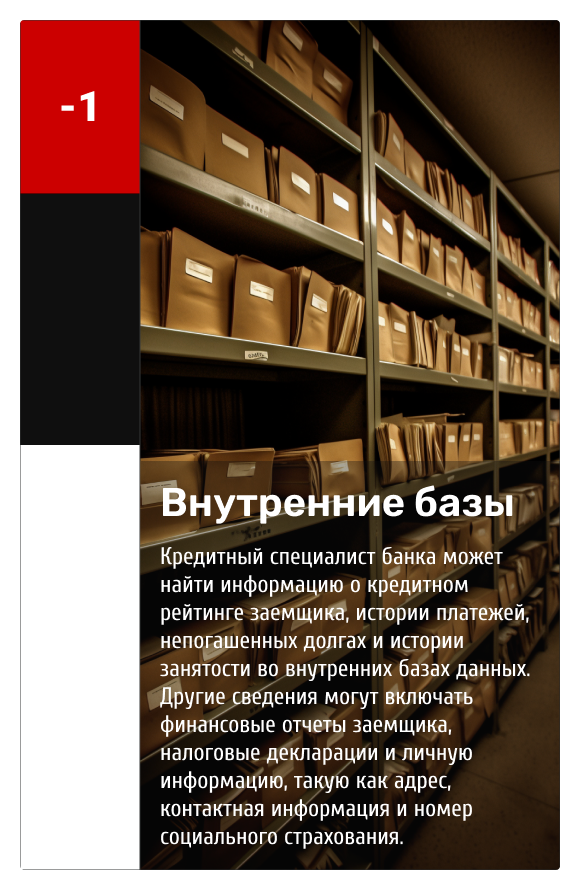 -1
Внутренние базы
Кредитный специалист банка может
найти информацию о кредитном
рейтинге заемщика, истории платежей,
непогашенных долгах и истории
занятости во внутренних базах данных.
Другие сведения могут включать
финансовые отчеты заемщика,
налоговые декларации и личную
информацию, такую как адрес,
контактная информация и номер
социального страхования.